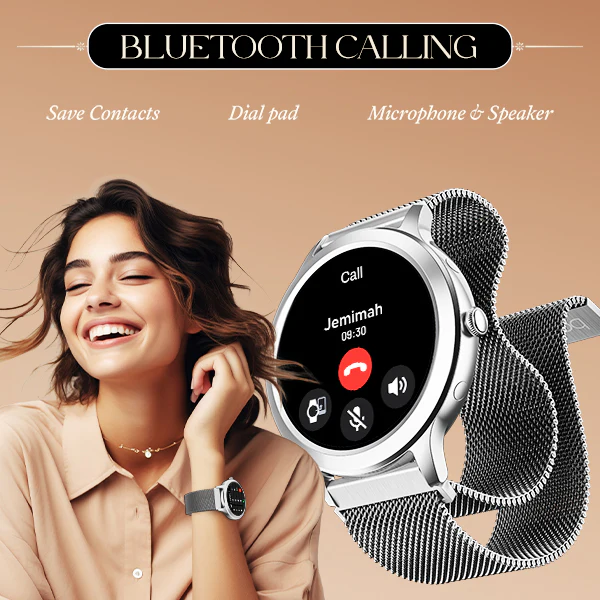 BLUETOOTH CALLING
Save Contacts Dial pad Microphone & Speaker
Call
Jemimah
09:30